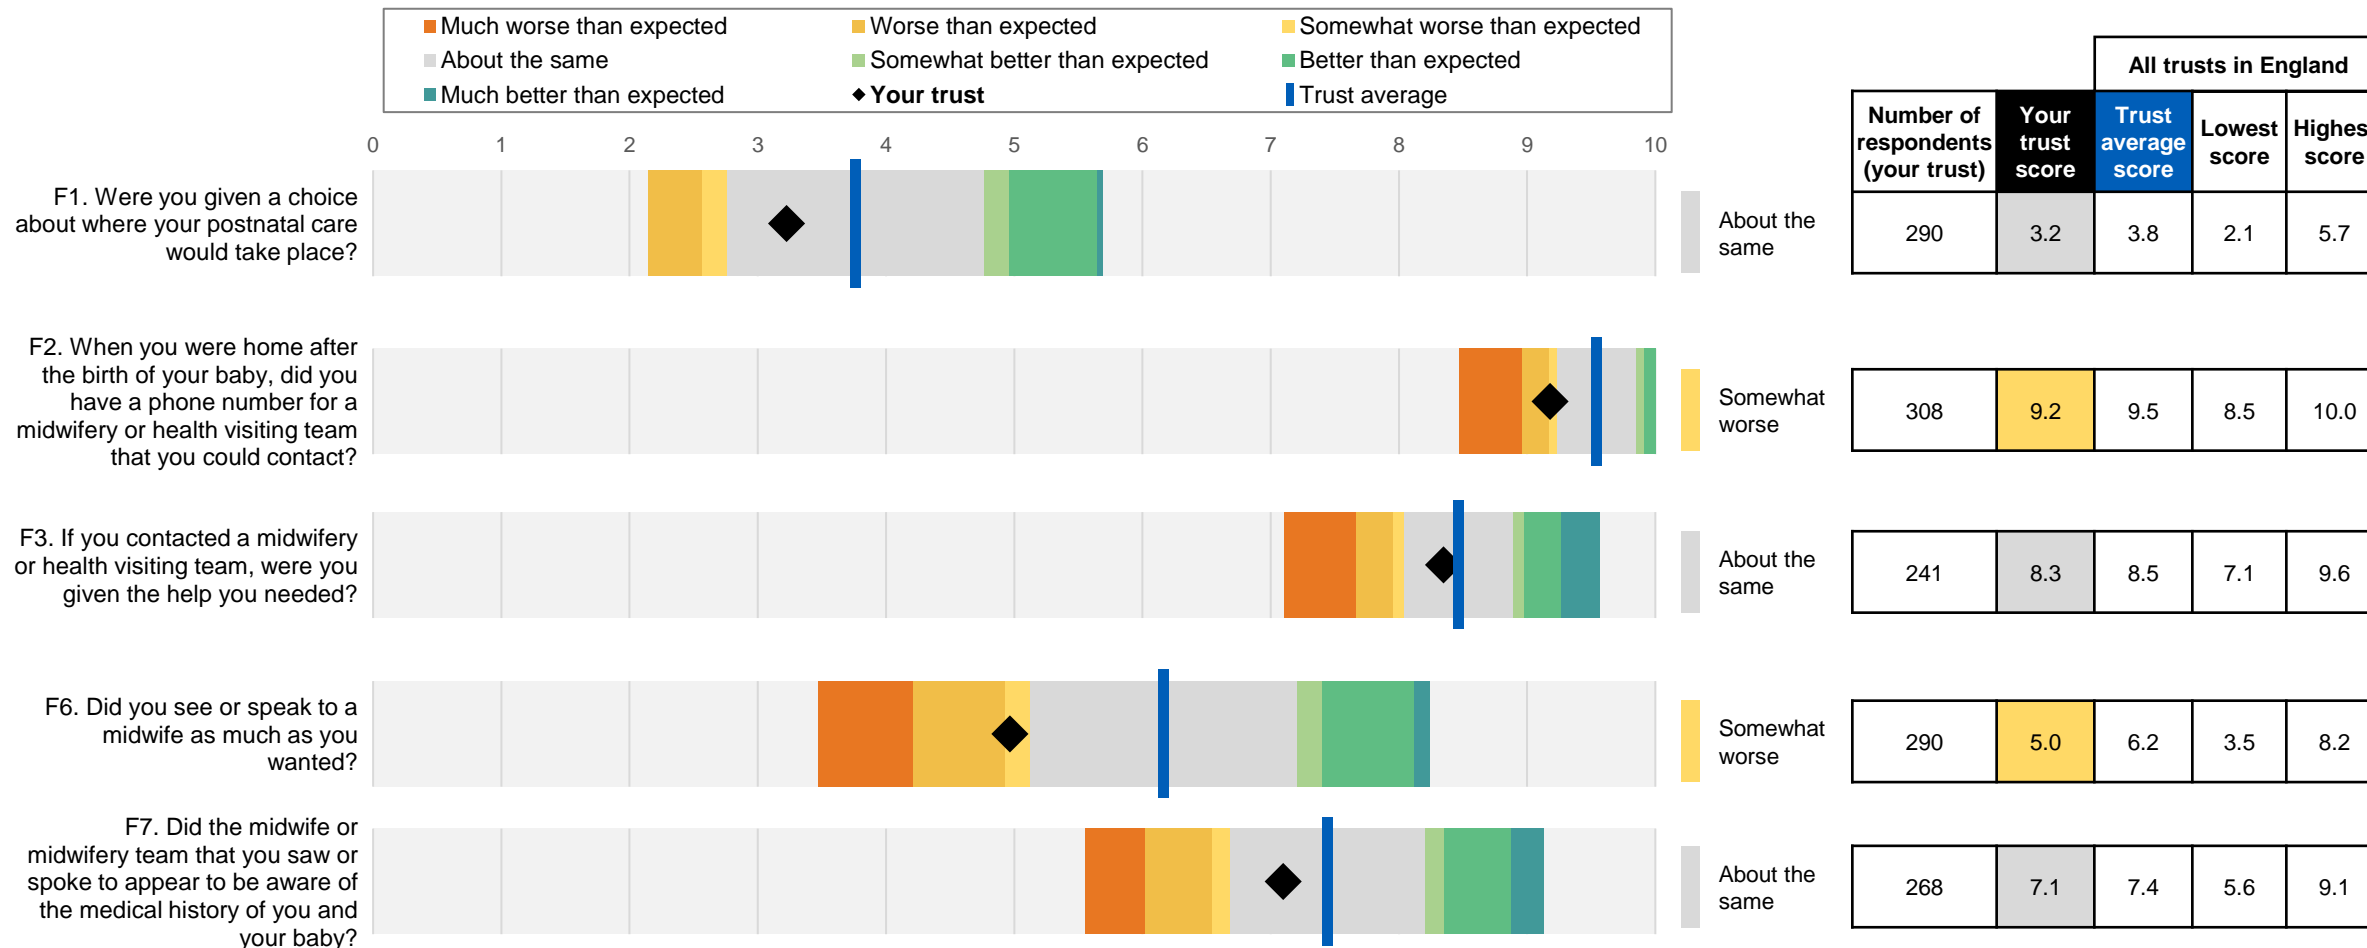 Much worse than expected
Worse than expected
Somewhat worse than expected
About the same
Somewhat better than expected
Better than expected
Much better than expected
Your trust
Trust average
All trusts in England
Number of
respondents
(your trust)
Your
trust
score
Trust
average
score
Lowest
score
Highes
score
0 1 2 3 4 5 6 7 8 9 10
F1. Were you given a choice
about where your postnatal care
would take place?
About the
same
290 3.2 3.8 2.1 5.7
F2. When you were home after
the birth of your baby, did you
have a phone number for a
midwifery or health visiting team
that you could contact?
Somewhat
worse
308 9.2 9.5 8.5 10.0
F3. If you contacted a midwifery
or health visiting team, were you
given the help you needed?
About the
same
241 8.3 8.5 7.1 9.6
F6. Did you see or speak to a
midwife as much as you
wanted?
Somewhat
worse
290 5.0 6.2 3.5 8.2
F7. Did the midwife or
midwifery team that you saw or
spoke to appear to be aware of
the medical history of you and
your baby?
About the
same
268 7.1 7.4 5.6 9.1